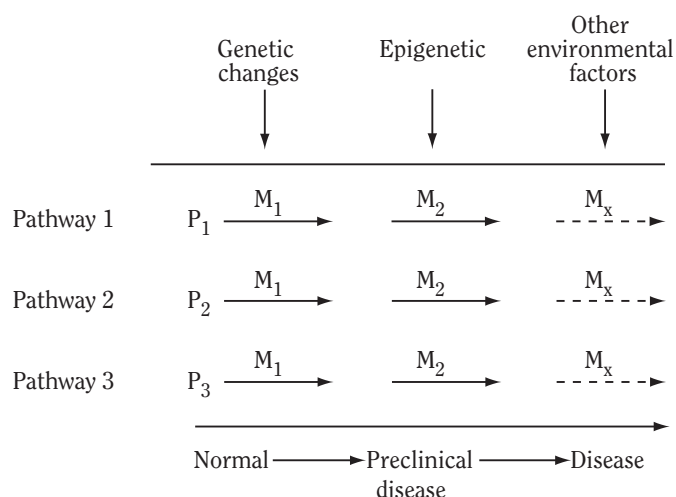 Genetic
changes
Epigenetic
Other
environmental
factors
Pathway 1 P₁ M₁ M₂ Mₓ
Pathway 2 P₂ M₁ M₂ Mₓ
Pathway 3 P₃ M₁ M₂ Mₓ
Normal Preclinical Disease
disease